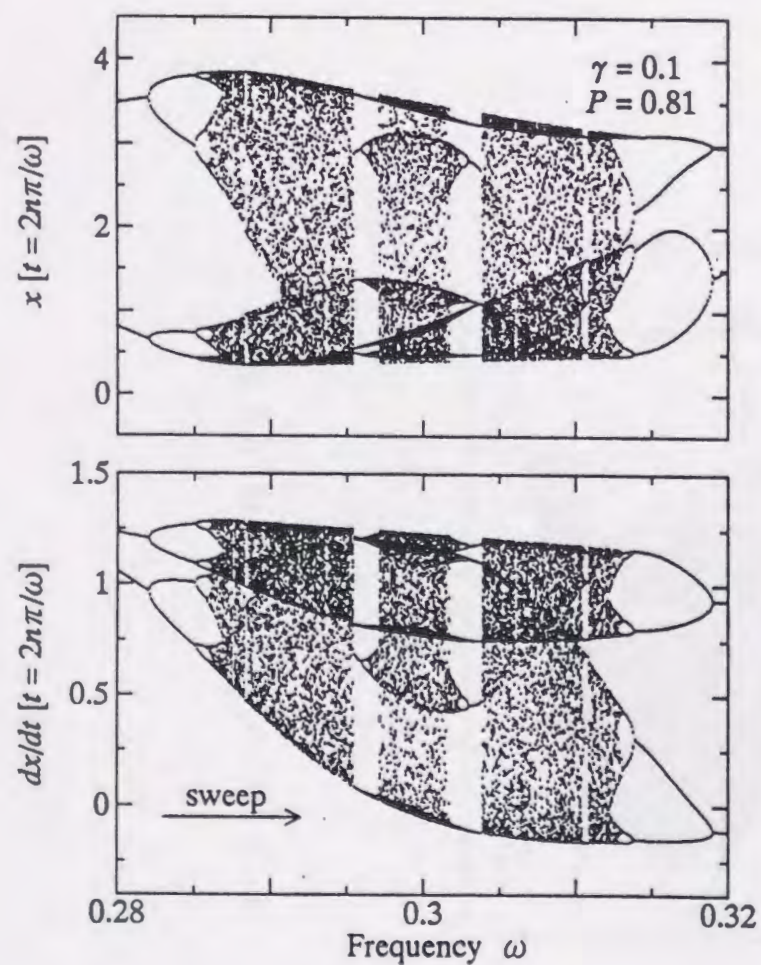 4
γ = 0.1
P = 0.81
x [t = 2nπ/ω]
2
0
1.5
1
dx/dt [t = 2nπ/ω]
0.5
0
sweep
0.28
0.3
0.32
Frequency ω